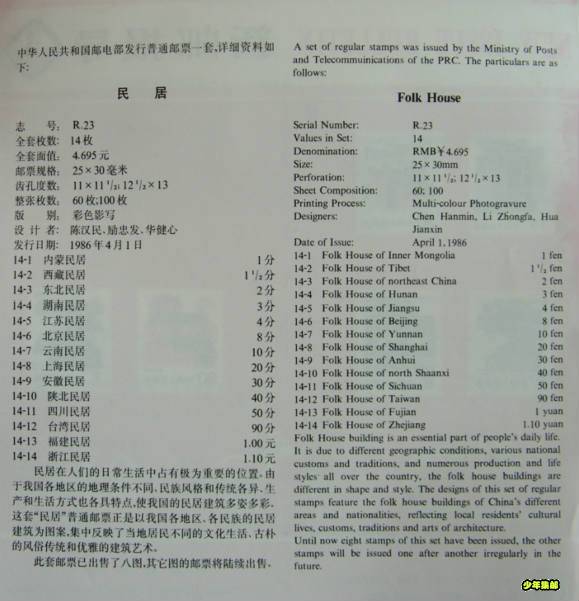 中华人民共和国邮电部发行普通邮票一套,详细资料如
下:
民 居
志 号: R.23
全套枚数: 14枚
全套面值: 4.695元
邮票规格: 25×30毫米
齿孔度数: 11×11 1/2, 12 1/2×13
整张枚数: 60枚;100枚
版 别: 彩色影写
设 计 者: 陈汉民、励忠发、华健心
发行日期: 1986年4月1日
14-1 内蒙民居 1分
14-2 西藏民居 1 1/2分
14-3 东北民居 2分
14-4 湖南民居 3分
14-5 江苏民居 4分
14-6 北京民居 8分
14-7 云南民居 10分
14-8 上海民居 20分
14-9 安徽民居 30分
14-10 陕北民居 40分
14-11 四川民居 50分
14-12 台湾民居 90分
14-13 福建民居 1.00元
14-14 浙江民居 1.10元
民居在人们的日常生活中占有极为重要的位置。由
于我国各地区的地理条件不同、民族风格和传统各异、生
产和生活方式也各具特点,使我国的民居建筑多姿多彩。
这套“民居”普通邮票正是以我国各地区、各民族的民居
建筑为图案,集中反映了当地居民不同的文化生活、古朴
的风俗传统和优雅的建筑艺术。
此套邮票已出售了八图,其它图的邮票将陆续出售。
A set of regular stamps was issued by the Ministry of Posts
and Telecommuinications of the PRC. The particulars are as
follows:
Folk House
Serial Number: R.23
Values in Set: 14
Denomination: RMB¥4.695
Size: 25×30mm
Perforation: 11×11 1/2; 12 1/2×13
Sheet Composition: 60; 100
Printing Process: Multi-colour Photogravure
Designers: Chen Hanmin, Li Zhongfa, Hua
Jianxin
Date of Issue: April 1, 1986
14-1 Folk House of Inner Mongolia 1 fen
14-2 Folk House of Tibet 1 1/2 fen
14-3 Folk House of northeast China 2 fen
14-4 Folk House of Hunan 3 fen
14-5 Folk House of Jiangsu 4 fen
14-6 Folk House of Beijing 8 fen
14-7 Folk House of Yunnan 10 fen
14-8 Folk House of Shanghai 20 fen
14-9 Folk House of Anhui 30 fen
14-10 Folk House of north Shaanxi 40 fen
14-11 Folk House of Sichuan 50 fen
14-12 Folk House of Taiwan 90 fen
14-13 Folk House of Fujian 1 yuan
14-14 Folk House of Zhejiang 1.10 yuan
Folk House building is an essential part of people's daily life.
It is due to different geographic conditions, various national
customs and traditions, and numerous production and life
styles all over the country, the folk house buildings are
different in shape and style. The designs of this set of regular
stamps feature the folk house buildings of China's different
areas and nationalities, reflecting local residents' cultural
lives, customs, traditions and arts of architecture.
Until now eight stamps of this set have been issued, the other
stamps will be issued one after another irregularly in the
future.
少年集邮